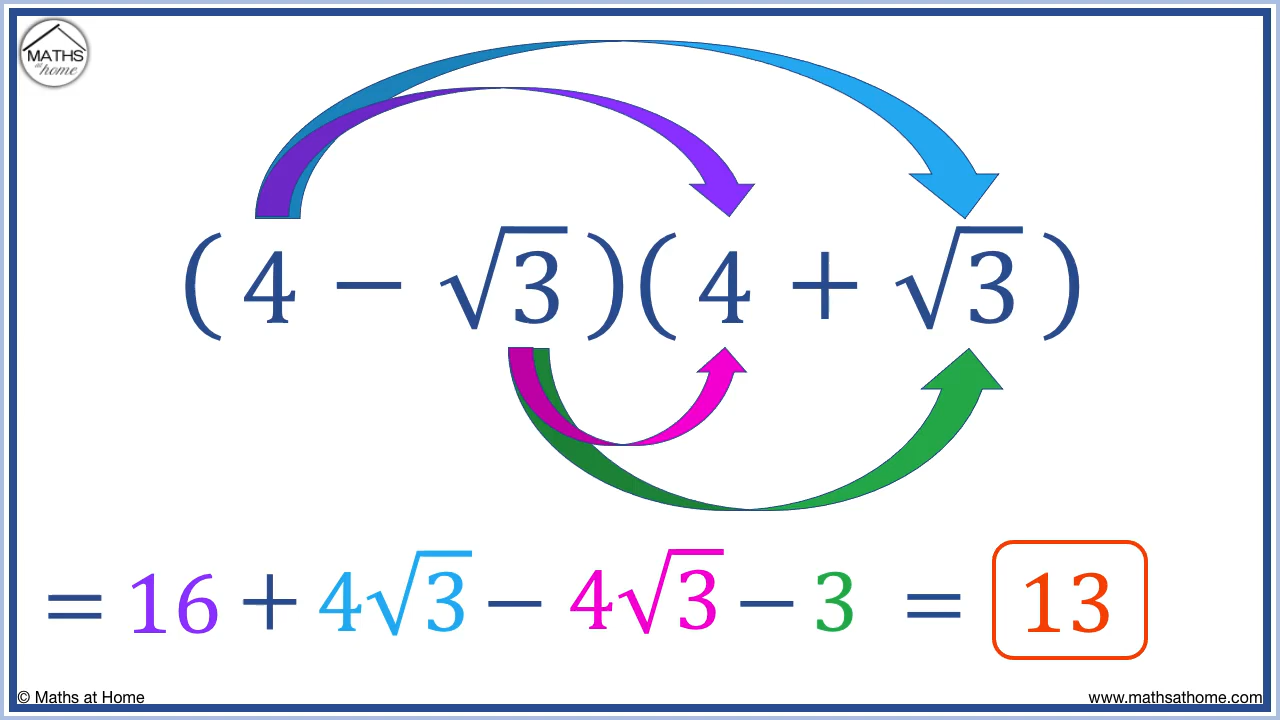 MATHS
at
home
(4 − √3)(4 + √3)
= 16 + 4√3 − 4√3 − 3 = 13
© Maths at Home
www.mathsathome.com